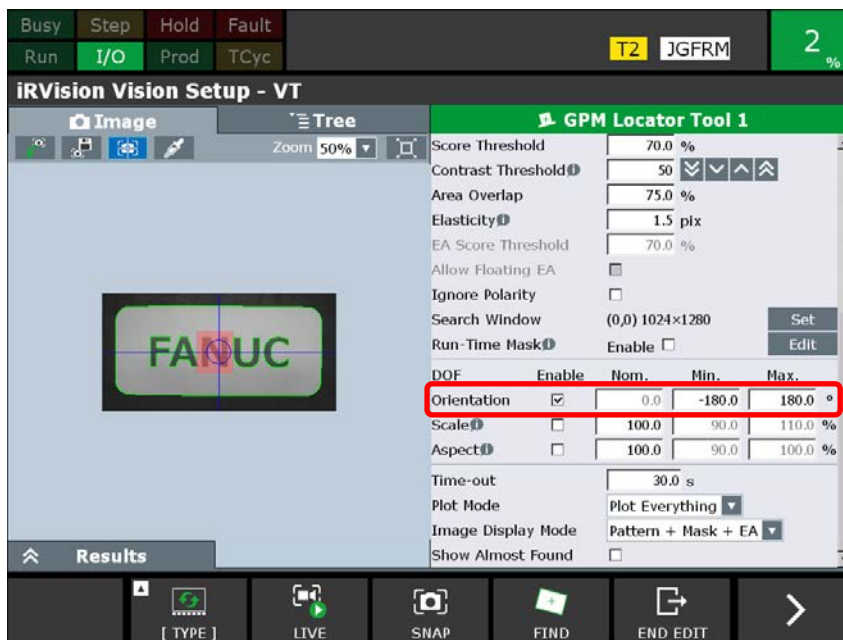 Busy Step Hold Fault
Run I/O Prod TCyc T2 JGFRM 2 %
iRVision Vision Setup - VT
Image Tree GPM Locator Tool 1
Zoom 50%
Score Threshold 70.0 %
Contrast Threshold 50
Area Overlap 75.0 %
Elasticity 1.5 pix
EA Score Threshold 70.0 %
Allow Floating EA
Ignore Polarity
Search Window (0,0) 1024×1280 Set
Run-Time Mask Enable Edit
FANUC
DOF Enable Nom. Min. Max.
Orientation 0.0 -180.0 180.0 °
Scale 100.0 90.0 110.0 %
Aspect 100.0 90.0 100.0 %
Time-out 30.0 s
Plot Mode Plot Everything
Image Display Mode Pattern + Mask + EA
Results Show Almost Found
[ TYPE ] LIVE SNAP FIND END EDIT